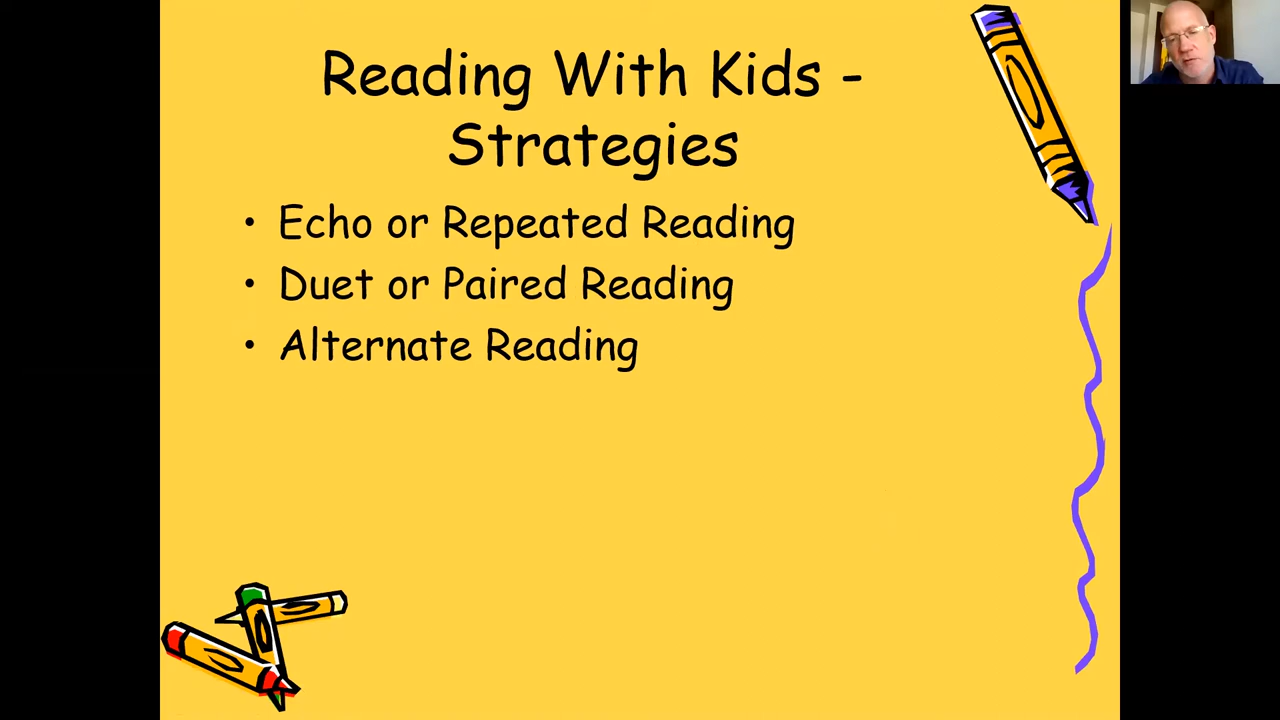 Reading With Kids -
Strategies
• Echo or Repeated Reading
• Duet or Paired Reading
• Alternate Reading